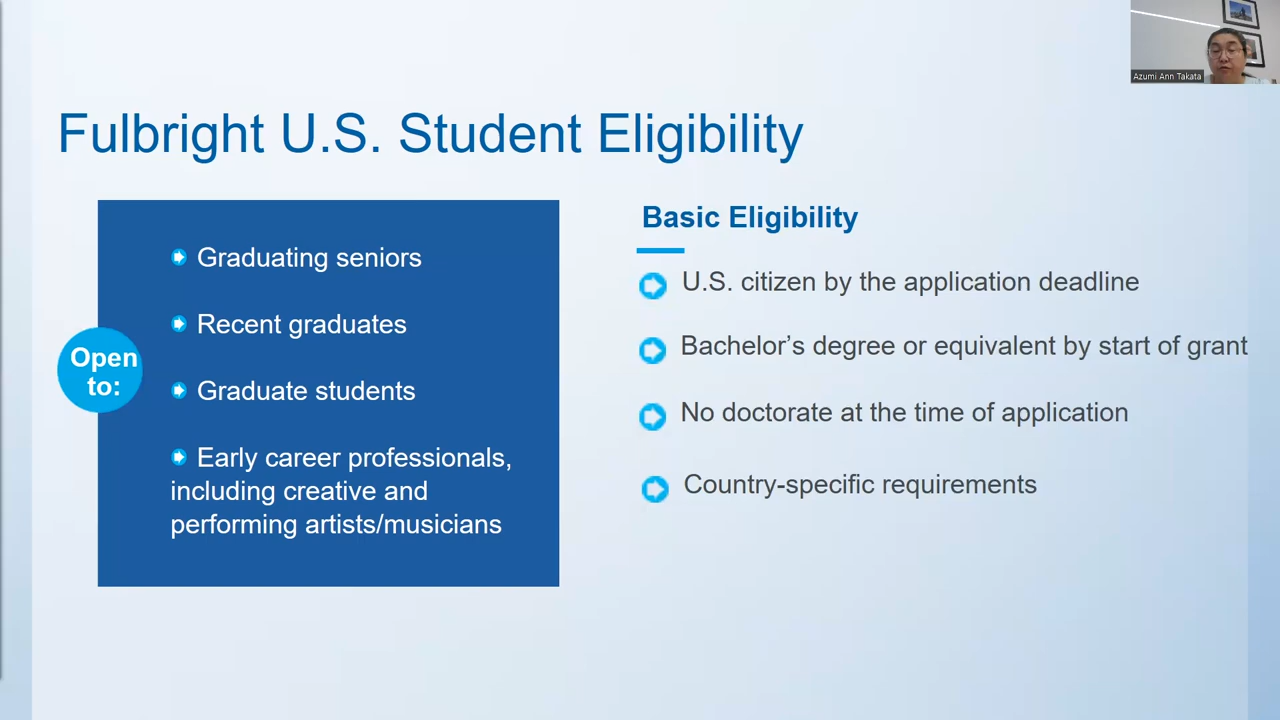 Azumi Ann Takata
Fulbright U.S. Student Eligibility
Open
to:
Graduating seniors
Recent graduates
Graduate students
Early career professionals,
including creative and
performing artists/musicians
Basic Eligibility
U.S. citizen by the application deadline
Bachelor’s degree or equivalent by start of grant
No doctorate at the time of application
Country-specific requirements